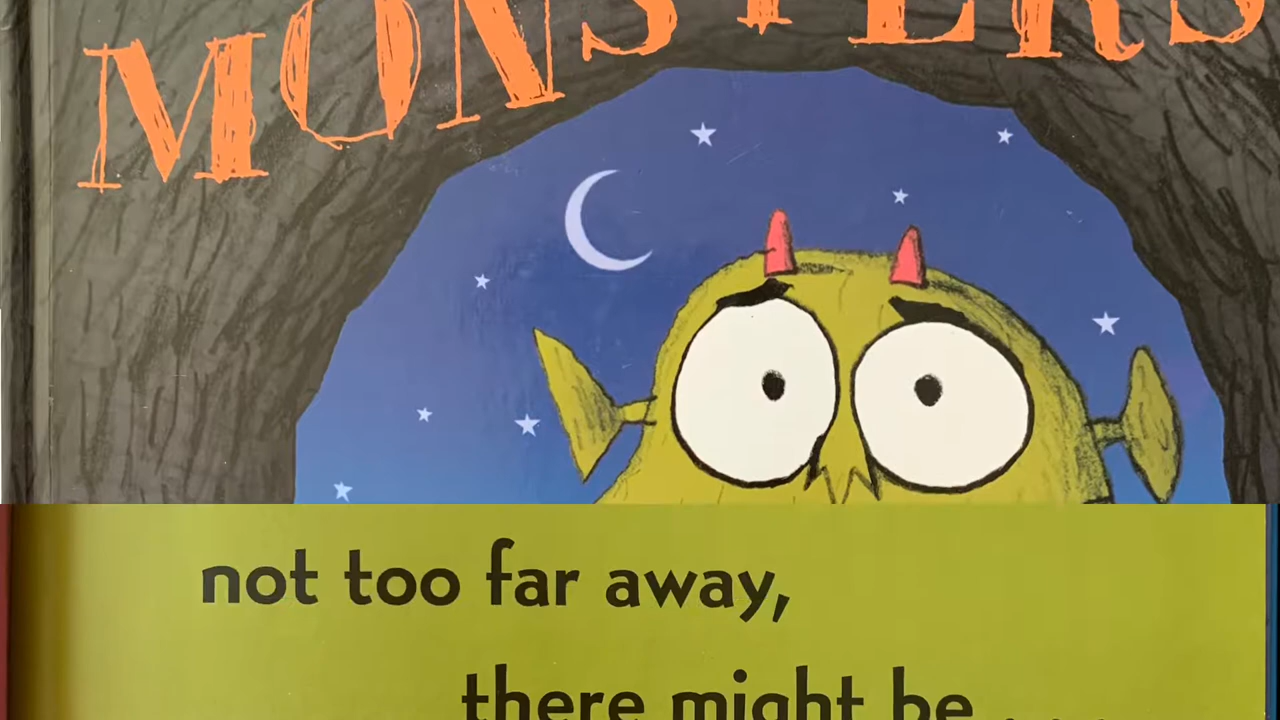 MONSTERS
not too far away,
there might be . . . .